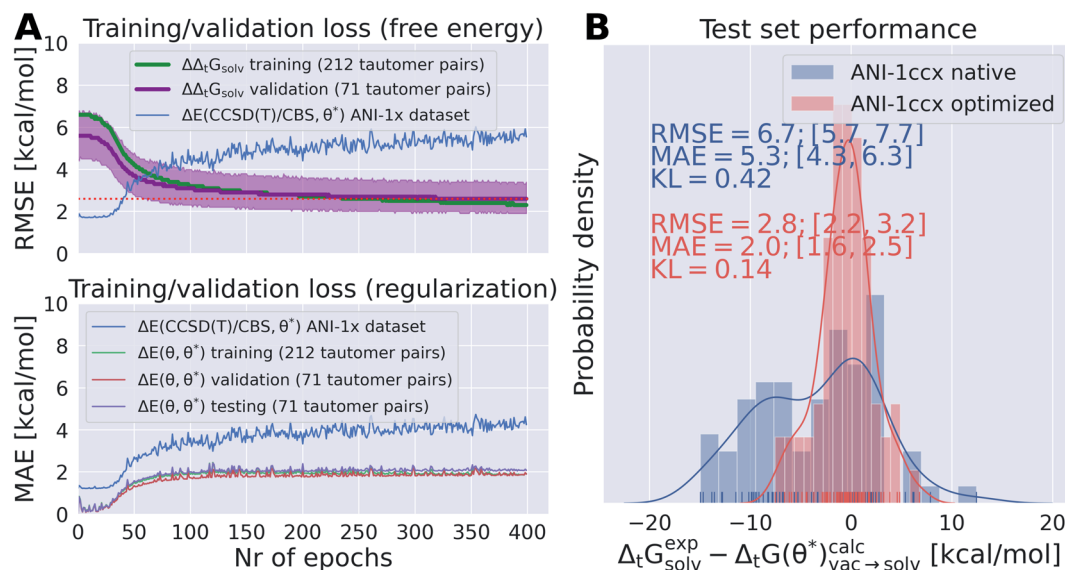 A
Training/validation loss (free energy)
RMSE [kcal/mol]
10
8
6
4
2
0
ΔΔₜG_solv training (212 tautomer pairs)
ΔΔₜG_solv validation (71 tautomer pairs)
ΔE(CCSD(T)/CBS, θ*) ANI-1x dataset
Training/validation loss (regularization)
MAE [kcal/mol]
10
8
6
4
2
0
ΔE(CCSD(T)/CBS, θ*) ANI-1x dataset
ΔE(θ, θ*) training (212 tautomer pairs)
ΔE(θ, θ*) validation (71 tautomer pairs)
ΔE(θ, θ*) testing (71 tautomer pairs)
0 50 100 150 200 250 300 350 400
Nr of epochs
B
Test set performance
Probability density
ANI-1ccx native
ANI-1ccx optimized
RMSE = 6.7; [5.7, 7.7]
MAE = 5.3; [4.3, 6.3]
KL = 0.42
RMSE = 2.8; [2.2, 3.2]
MAE = 2.0; [1.6, 2.5]
KL = 0.14
−20 −10 0 10 20
ΔₜG^exp_solv − ΔₜG(θ*)^calc_vac→solv [kcal/mol]